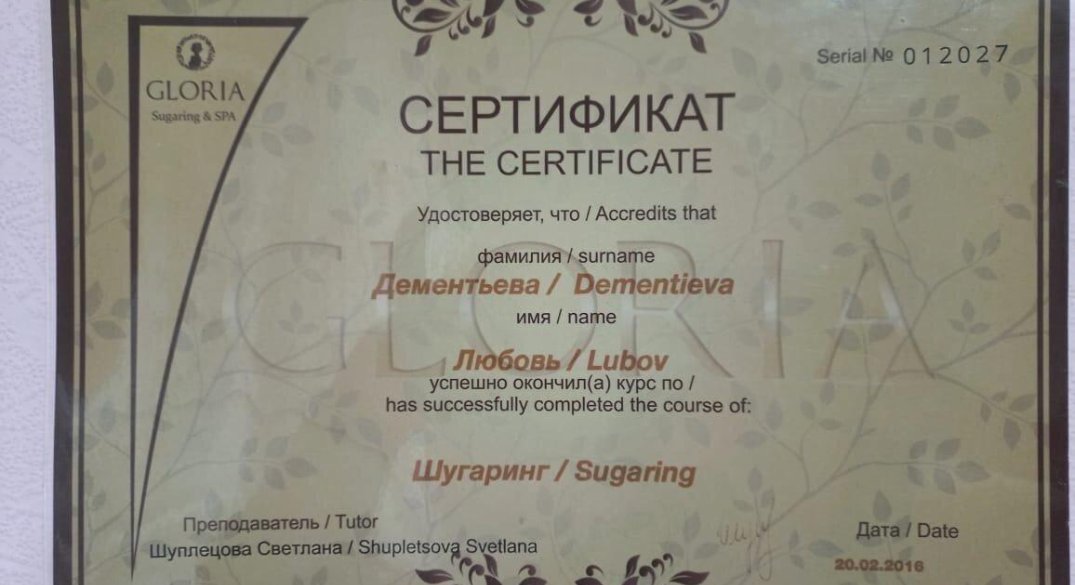 GLORIA
Sugaring & SPA
Serial № 012027
СЕРТИФИКАТ
THE CERTIFICATE
Удостоверяет, что / Accredits that
фамилия / surname
Дементьева / Dementieva
имя / name
Любовь / Lubov
успешно окончил(а) курс по /
has successfully completed the course of:
GLORIA
Шугаринг / Sugaring
Преподаватель / Tutor
Шуплецова Светлана / Shupletsova Svetlana
Дата / Date
20.02.2016